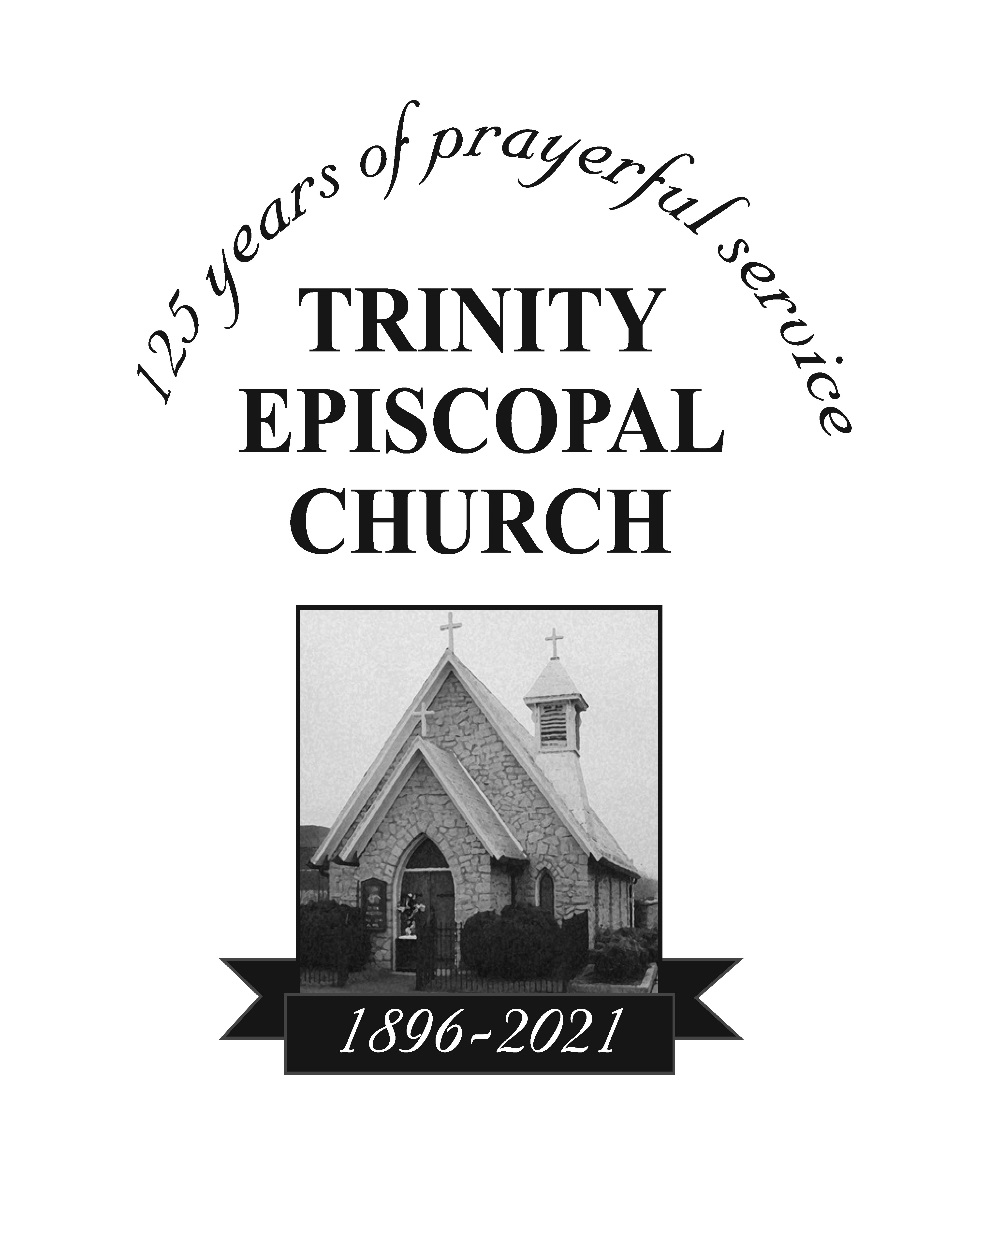 125 years of prayerful service
TRINITY
EPISCOPAL
CHURCH
1896-2021